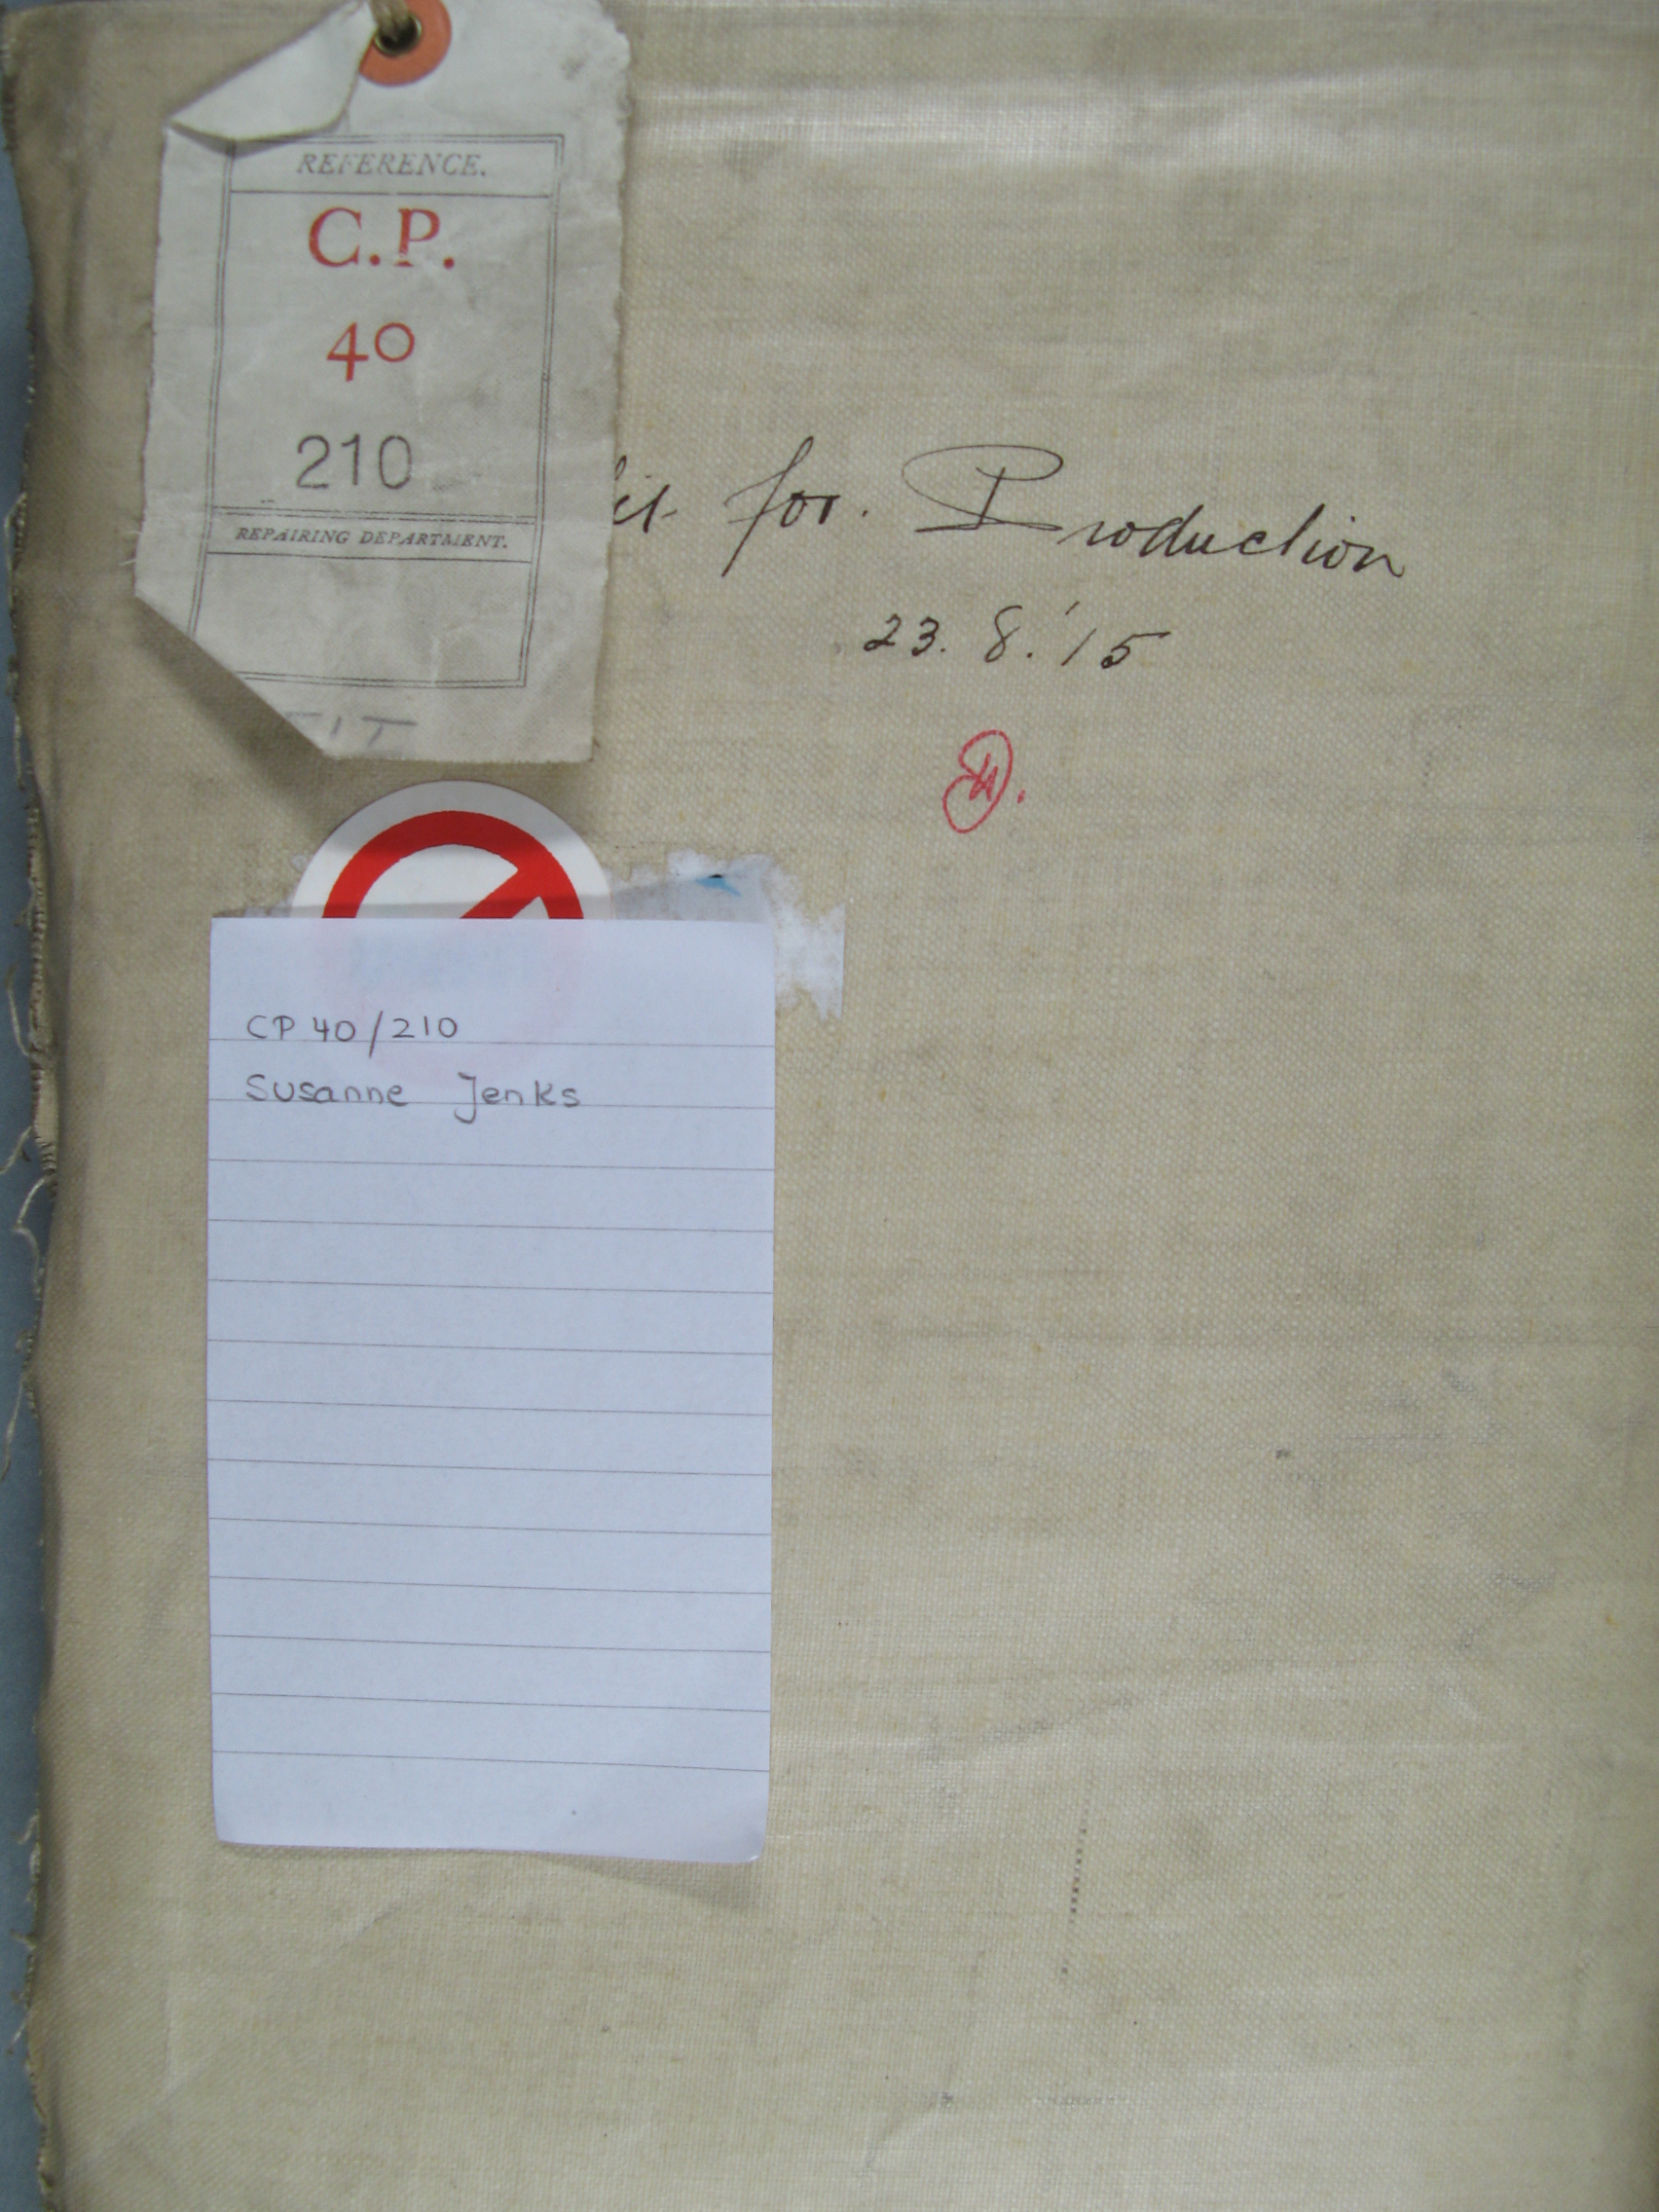 REFERENCE.
C.P.
40
210
REPAIRING DEPARTMENT.
for. Production
23. 8.'15
CP 40/210
Susanne Jenks